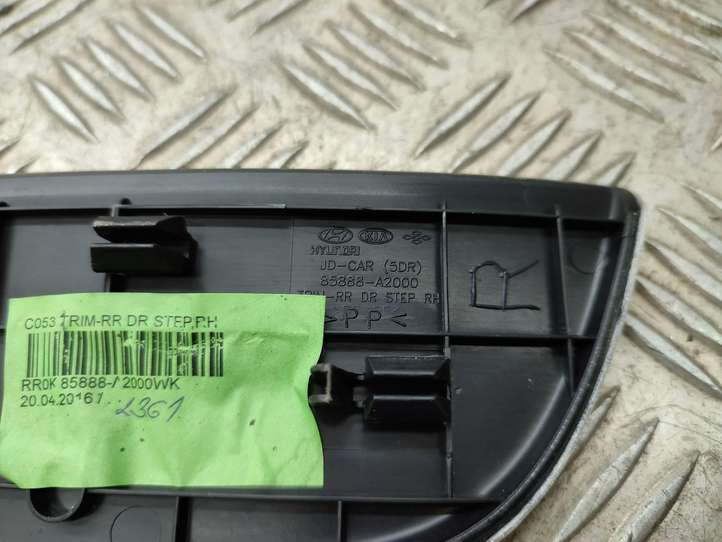 HYUNDAI KIA
JD-CAR (5DR)
85888-A2000
TRIM-RR DR STEP RH
>PP<
R
C053 TRIM-RR DR STEP,RH
RR0K 85888-A2000WK
20.04.2016
2361